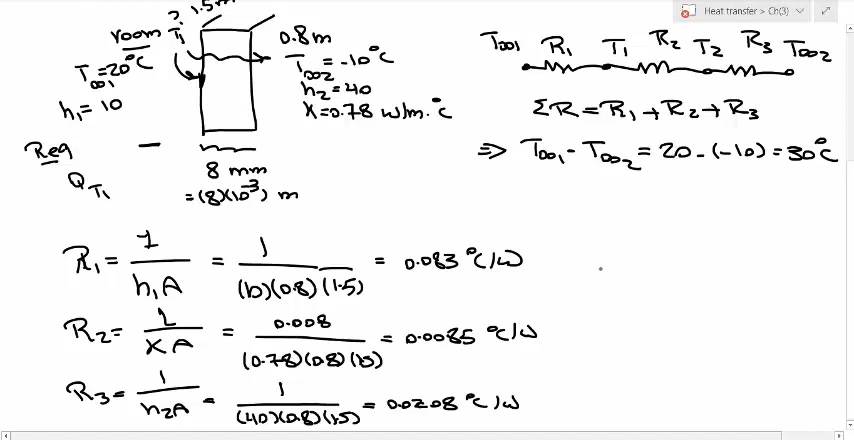 Heat transfer > Ch(3)
? 1.5m
room T₁
T∞₁ = 20°C
h₁ = 10
0.8m
T∞₂ = -10°C
h₂ = 40
K = 0.78 w/m.°C
Req
Q
T₁
8 mm
= (8)(10⁻³) m
T∞₁ R₁ T₁ R₂ T₂ R₃ T∞₂
ΣR = R₁ + R₂ + R₃
⇒ T∞₁ - T∞₂ = 20 - (-10) = 30°C
R₁ = 1 / h₁A = 1 / (10)(0.8)(1.5) = 0.083 °C/W
R₂ = L / KA = 0.008 / (0.78)(0.8)(1.5) = 0.0085 °C/W
R₃ = 1 / h₂A = 1 / (40)(0.8)(1.5) = 0.0208 °C/W